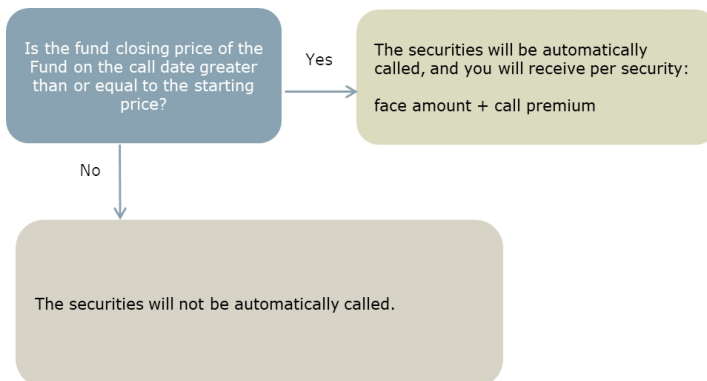 Is the fund closing price of the
Fund on the call date greater
than or equal to the starting
price?
Yes
The securities will be automatically
called, and you will receive per security:
face amount + call premium
No
The securities will not be automatically called.